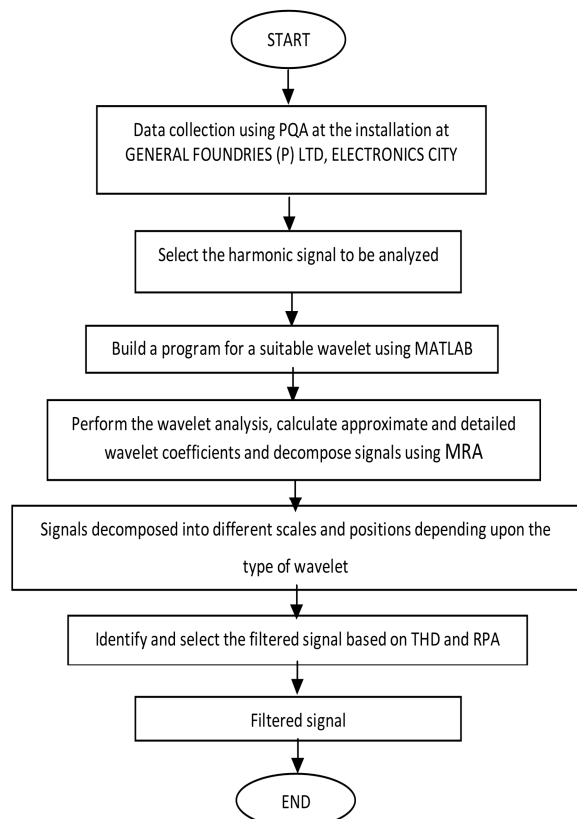 START
Data collection using PQA at the installation at
GENERAL FOUNDRIES (P) LTD, ELECTRONICS CITY
Select the harmonic signal to be analyzed
Build a program for a suitable wavelet using MATLAB
Perform the wavelet analysis, calculate approximate and detailed
wavelet coefficients and decompose signals using MRA
Signals decomposed into different scales and positions depending upon the
type of wavelet
Identify and select the filtered signal based on THD and RPA
Filtered signal
END